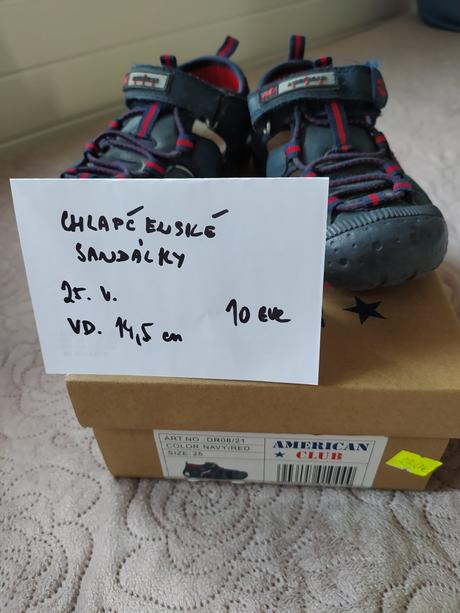 CHLAPČENSKÉ
SANDÁLKY
25. V.
VD. 14,5 cm
10 EUR
ART NO: DR08/21
COLOR NAVY/RED
SIZE: 25
AMERICAN
CLUB